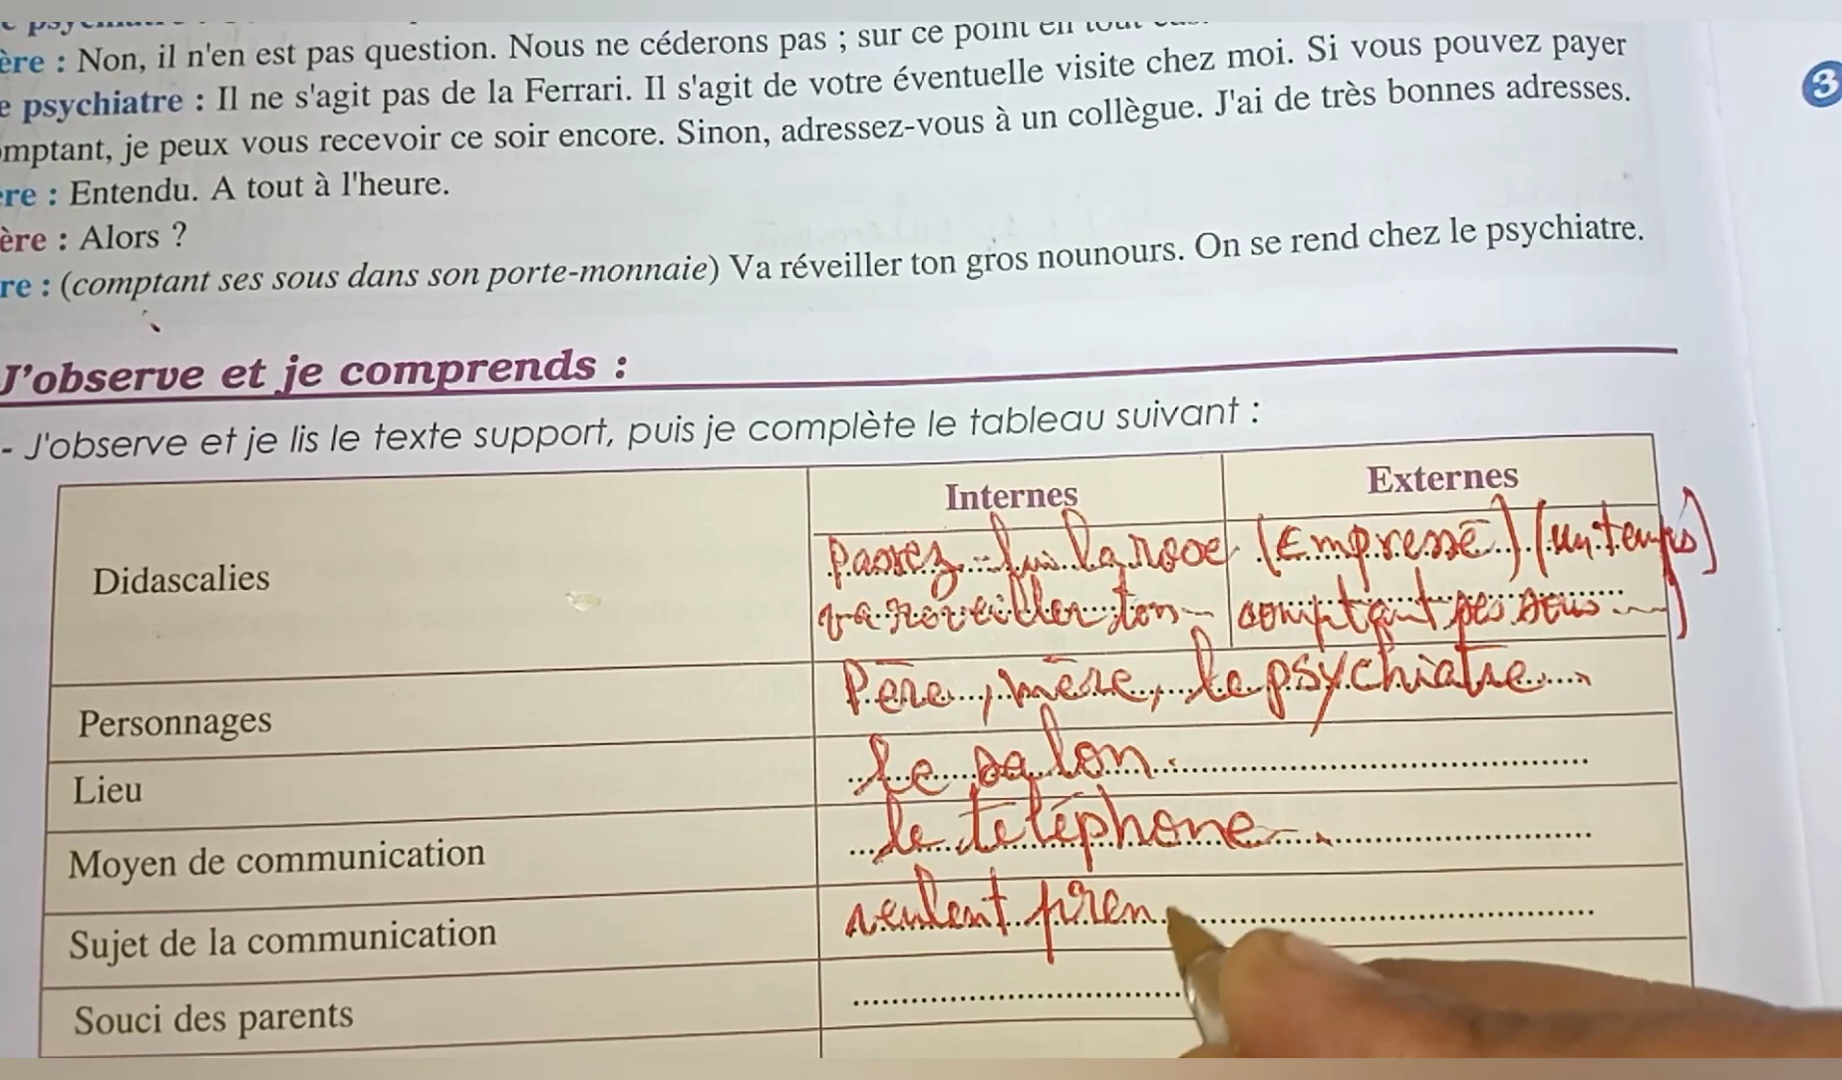 ère : Non, il n'en est pas question. Nous ne céderons pas ; sur ce point en tout
e psychiatre : Il ne s'agit pas de la Ferrari. Il s'agit de votre éventuelle visite chez moi. Si vous pouvez payer
omptant, je peux vous recevoir ce soir encore. Sinon, adressez-vous à un collègue. J'ai de très bonnes adresses.
ère : Entendu. A tout à l'heure.
ère : Alors ?
re : (comptant ses sous dans son porte-monnaie) Va réveiller ton gros nounours. On se rend chez le psychiatre.
J'observe et je comprends :
- J'observe et je lis le texte support, puis je complète le tableau suivant :
Internes Externes
Didascalies
Passez-lui la rose (Empressé) (un temps)
va réveiller ton comptant ses sous )
Personnages Père, mère, le psychiatre
Lieu le salon
Moyen de communication le téléphone
Sujet de la communication veulent pren
Souci des parents
3